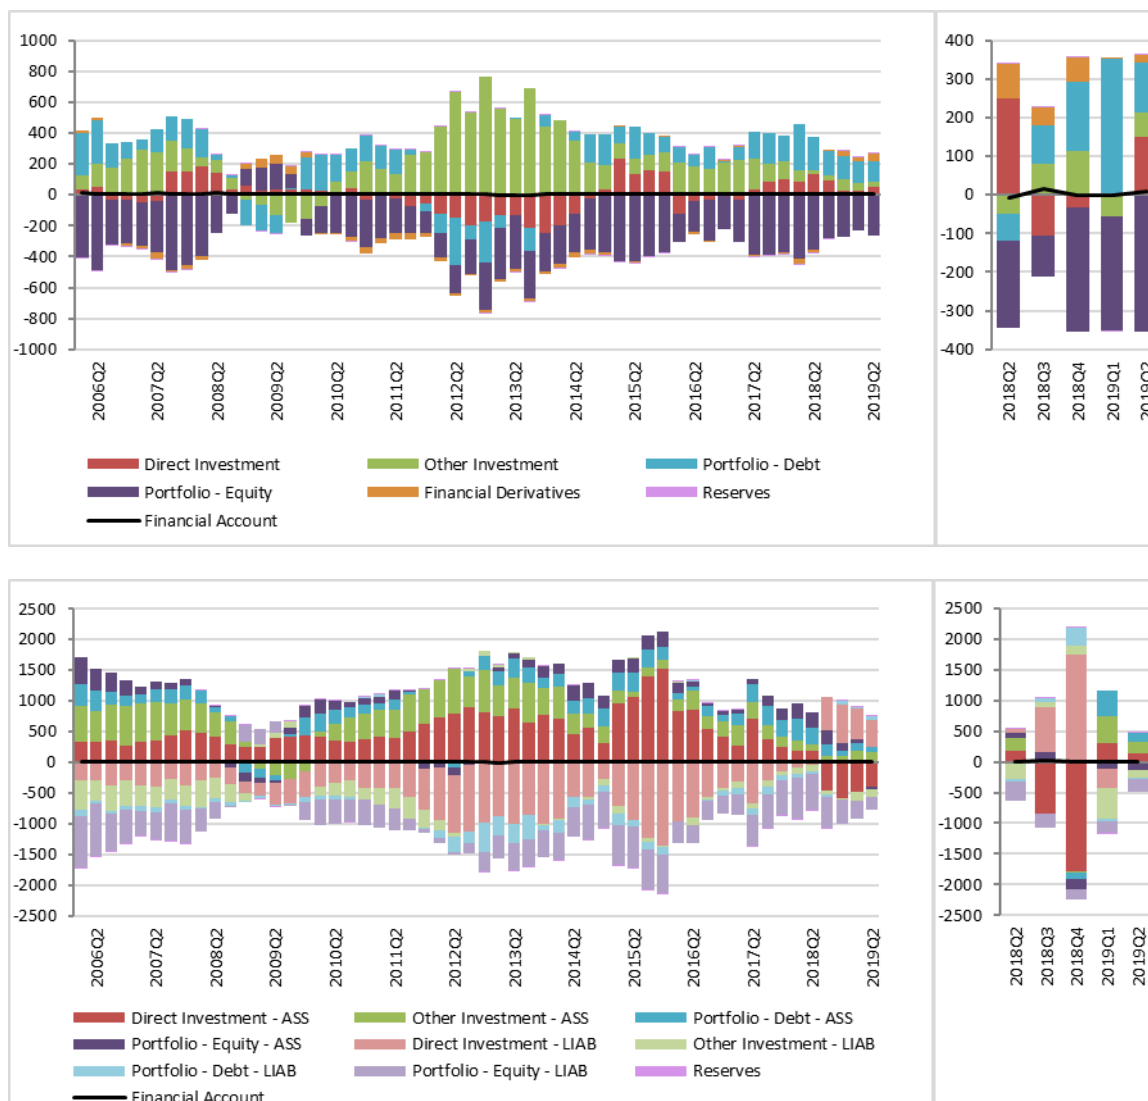 1000
800
600
400
200
0
-200
-400
-600
-800
-1000
2006Q2
2007Q2
2008Q2
2009Q2
2010Q2
2011Q2
2012Q2
2013Q2
2014Q2
2015Q2
2016Q2
2017Q2
2018Q2
2019Q2
Direct Investment Other Investment Portfolio - Debt
Portfolio - Equity Financial Derivatives Reserves
Financial Account
400
300
200
100
0
-100
-200
-300
-400
2018Q2
2018Q3
2018Q4
2019Q1
2019Q2
2500
2000
1500
1000
500
0
-500
-1000
-1500
-2000
-2500
2006Q2
2007Q2
2008Q2
2009Q2
2010Q2
2011Q2
2012Q2
2013Q2
2014Q2
2015Q2
2016Q2
2017Q2
2018Q2
2019Q2
Direct Investment - ASS Other Investment - ASS Portfolio - Debt - ASS
Portfolio - Equity - ASS Direct Investment - LIAB Other Investment - LIAB
Portfolio - Debt - LIAB Portfolio - Equity - LIAB Reserves
Financial Account
2500
2000
1500
1000
500
0
-500
-1000
-1500
-2000
-2500
2018Q2
2018Q3
2018Q4
2019Q1
2019Q2